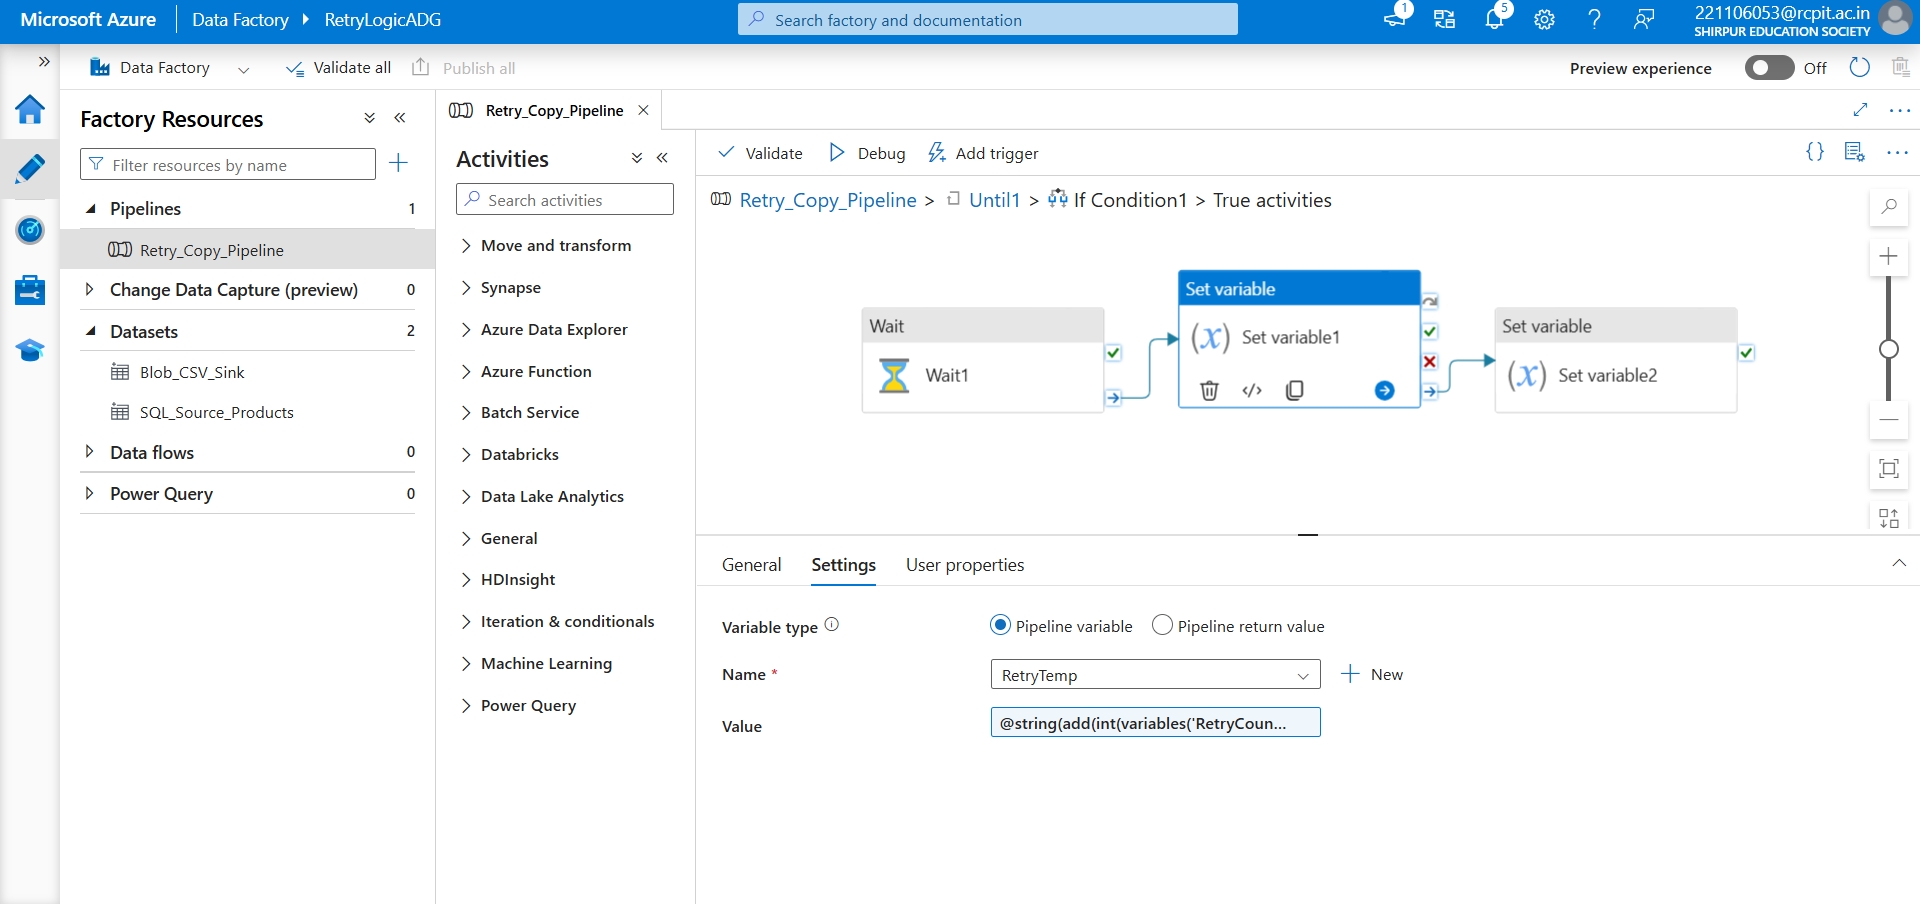 Microsoft Azure
Data Factory
RetryLogicADG
Search factory and documentation
1
5
221106053@rcpit.ac.in
SHIRPUR EDUCATION SOCIETY
Data Factory
Validate all
Publish all
Preview experience
Off
Factory Resources
Filter resources by name
Pipelines 1
Retry_Copy_Pipeline
Change Data Capture (preview) 0
Datasets 2
Blob_CSV_Sink
SQL_Source_Products
Data flows 0
Power Query 0
Retry_Copy_Pipeline
Activities
Search activities
Move and transform
Synapse
Azure Data Explorer
Azure Function
Batch Service
Databricks
Data Lake Analytics
General
HDInsight
Iteration & conditionals
Machine Learning
Power Query
Validate
Debug
Add trigger
Retry_Copy_Pipeline > Until1 > If Condition1 > True activities
Wait
Wait1
Set variable
(x) Set variable1
Set variable
(x) Set variable2
General
Settings
User properties
Variable type
Pipeline variable
Pipeline return value
Name *
RetryTemp
New
Value
@string(add(int(variables('RetryCoun...